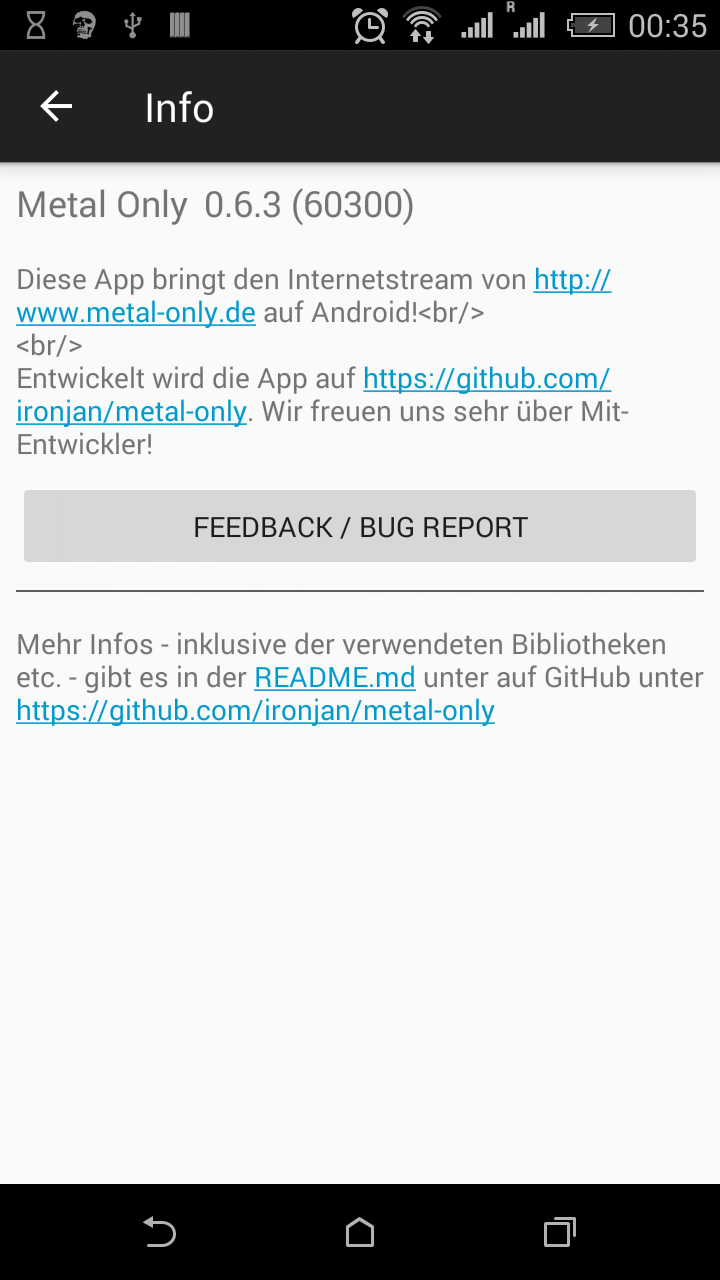 R
00:35
Info
Metal Only 0.6.3 (60300)
Diese App bringt den Internetstream von http://
www.metal-only.de auf Android!<br/>
<br/>
Entwickelt wird die App auf https://github.com/
ironjan/metal-only. Wir freuen uns sehr über Mit-
Entwickler!
FEEDBACK / BUG REPORT
Mehr Infos - inklusive der verwendeten Bibliotheken
etc. - gibt es in der README.md unter auf GitHub unter
https://github.com/ironjan/metal-only